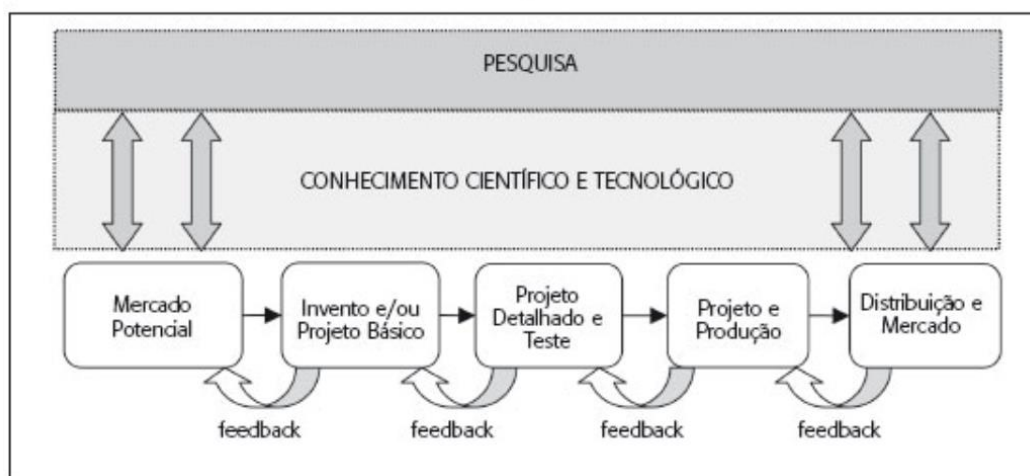 PESQUISA
CONHECIMENTO CIENTÍFICO E TECNOLÓGICO
Mercado
Potencial
Invento e/ou
Projeto Básico
Projeto
Detalhado e
Teste
Projeto e
Produção
Distribuição e
Mercado
feedback
feedback
feedback
feedback